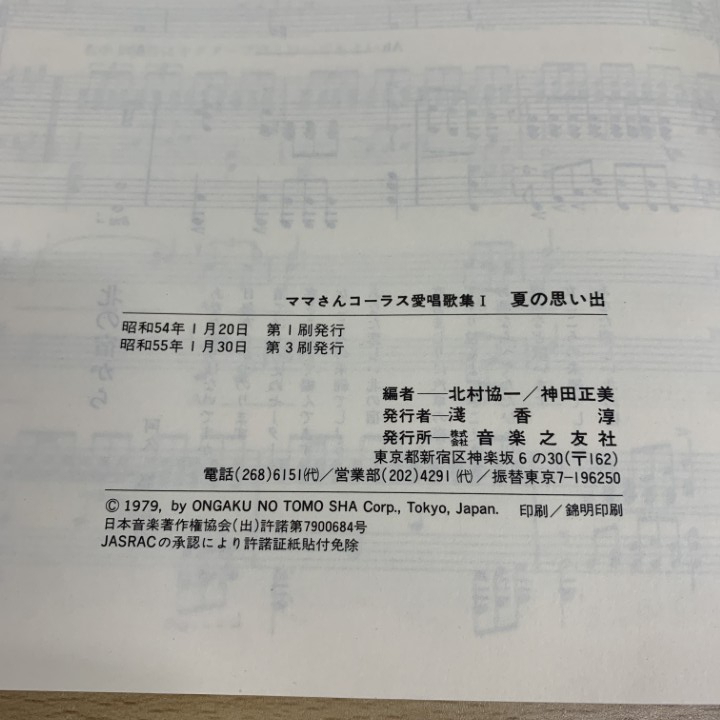 ママさんコーラス愛唱歌集Ⅰ 夏の思い出
昭和54年1月20日 第1刷発行
昭和55年1月30日 第3刷発行
編者──北村協一／神田正美
発行者─淺香淳
発行所─株式会社 音楽之友社
東京都新宿区神楽坂6の30(〒162)
電話(268)6151(代)／営業部(202)4291(代)／振替東京7-196250
© 1979, by ONGAKU NO TOMO SHA Corp., Tokyo, Japan. 印刷／錦明印刷
日本音楽著作権協会(出)許諾第7900684号
JASRACの承認により許諾証紙貼付免除